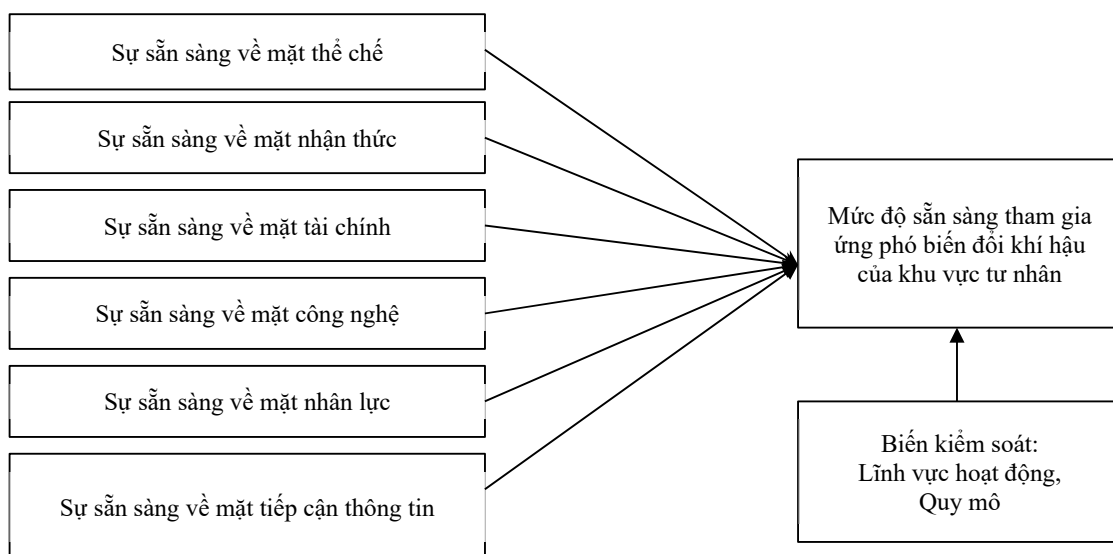 Sự sẵn sàng về mặt thể chế
Sự sẵn sàng về mặt nhận thức
Sự sẵn sàng về mặt tài chính
Sự sẵn sàng về mặt công nghệ
Sự sẵn sàng về mặt nhân lực
Sự sẵn sàng về mặt tiếp cận thông tin
Mức độ sẵn sàng tham gia
ứng phó biến đổi khí hậu
của khu vực tư nhân
Biến kiểm soát:
Lĩnh vực hoạt động,
Quy mô